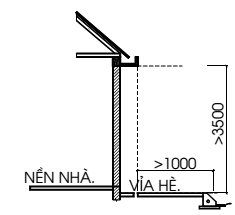 >3500
>1000
NỀN NHÀ.
VỈA HÈ.